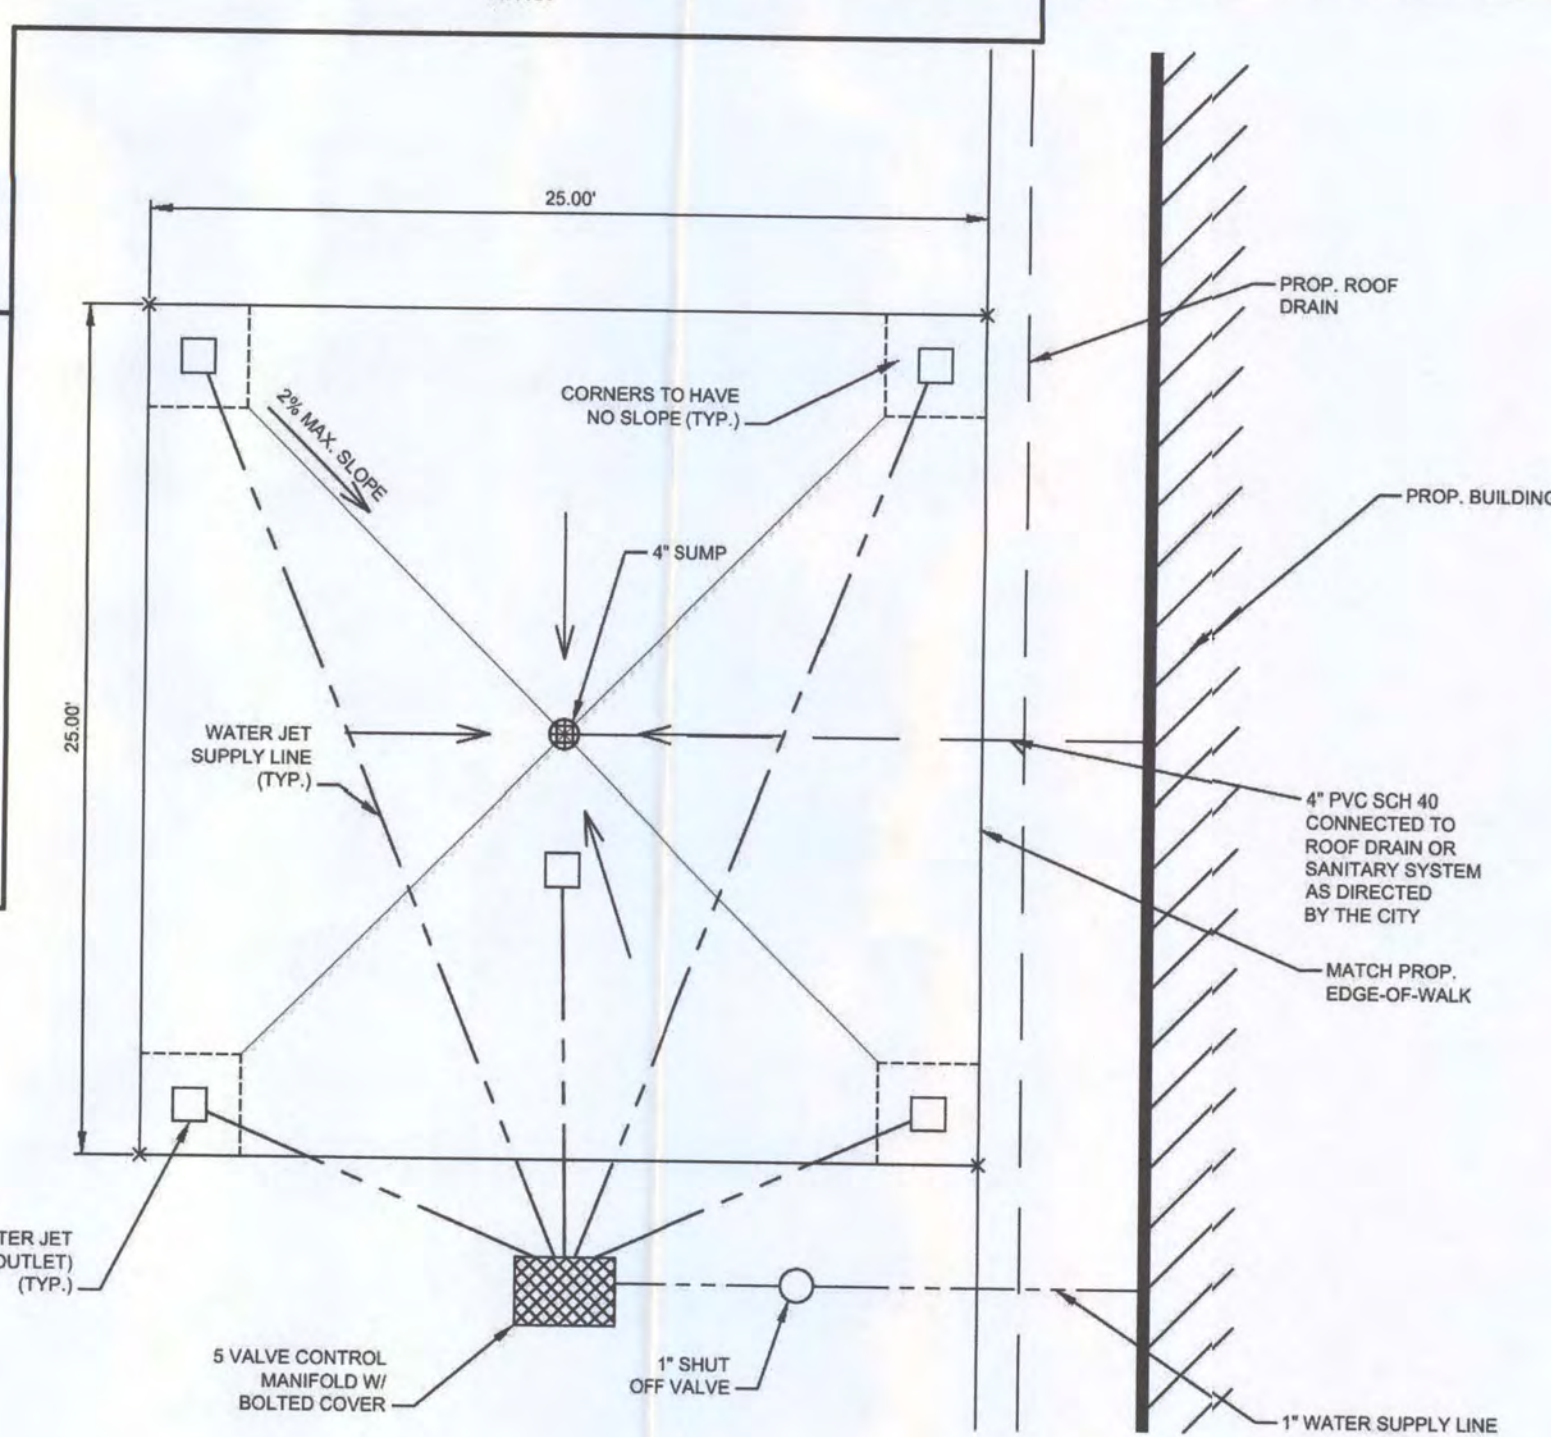 25.00'
PROP. ROOF
DRAIN
CORNERS TO HAVE
NO SLOPE (TYP.)
2% MAX. SLOPE
PROP. BUILDING
4" SUMP
25.00'
WATER JET
SUPPLY LINE
(TYP.)
4" PVC SCH 40
CONNECTED TO
ROOF DRAIN OR
SANITARY SYSTEM
AS DIRECTED
BY THE CITY
MATCH PROP.
EDGE-OF-WALK
TER JET
OUTLET)
(TYP.)
5 VALVE CONTROL
MANIFOLD W/
BOLTED COVER
1" SHUT
OFF VALVE
1" WATER SUPPLY LINE